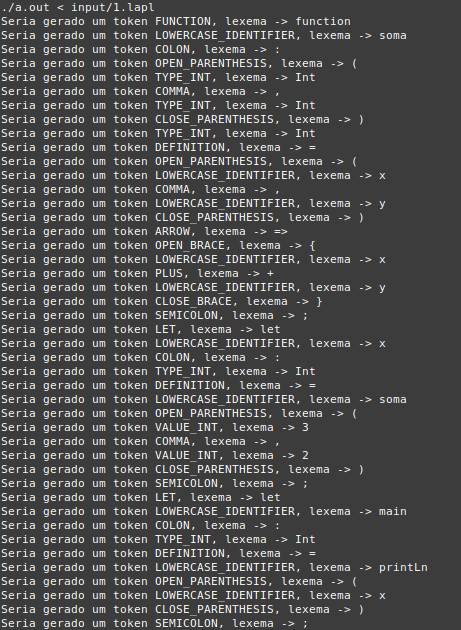 ./a.out < input/1.lapl
Seria gerado um token FUNCTION, lexema -> function
Seria gerado um token LOWERCASE_IDENTIFIER, lexema -> soma
Seria gerado um token COLON, lexema -> :
Seria gerado um token OPEN_PARENTHESIS, lexema -> (
Seria gerado um token TYPE_INT, lexema -> Int
Seria gerado um token COMMA, lexema -> ,
Seria gerado um token TYPE_INT, lexema -> Int
Seria gerado um token CLOSE_PARENTHESIS, lexema -> )
Seria gerado um token TYPE_INT, lexema -> Int
Seria gerado um token DEFINITION, lexema -> =
Seria gerado um token OPEN_PARENTHESIS, lexema -> (
Seria gerado um token LOWERCASE_IDENTIFIER, lexema -> x
Seria gerado um token COMMA, lexema -> ,
Seria gerado um token LOWERCASE_IDENTIFIER, lexema -> y
Seria gerado um token CLOSE_PARENTHESIS, lexema -> )
Seria gerado um token ARROW, lexema -> =>
Seria gerado um token OPEN_BRACE, lexema -> {
Seria gerado um token LOWERCASE_IDENTIFIER, lexema -> x
Seria gerado um token PLUS, lexema -> +
Seria gerado um token LOWERCASE_IDENTIFIER, lexema -> y
Seria gerado um token CLOSE_BRACE, lexema -> }
Seria gerado um token SEMICOLON, lexema -> ;
Seria gerado um token LET, lexema -> let
Seria gerado um token LOWERCASE_IDENTIFIER, lexema -> x
Seria gerado um token COLON, lexema -> :
Seria gerado um token TYPE_INT, lexema -> Int
Seria gerado um token DEFINITION, lexema -> =
Seria gerado um token LOWERCASE_IDENTIFIER, lexema -> soma
Seria gerado um token OPEN_PARENTHESIS, lexema -> (
Seria gerado um token VALUE_INT, lexema -> 3
Seria gerado um token COMMA, lexema -> ,
Seria gerado um token VALUE_INT, lexema -> 2
Seria gerado um token CLOSE_PARENTHESIS, lexema -> )
Seria gerado um token SEMICOLON, lexema -> ;
Seria gerado um token LET, lexema -> let
Seria gerado um token LOWERCASE_IDENTIFIER, lexema -> main
Seria gerado um token COLON, lexema -> :
Seria gerado um token TYPE_INT, lexema -> Int
Seria gerado um token DEFINITION, lexema -> =
Seria gerado um token LOWERCASE_IDENTIFIER, lexema -> printLn
Seria gerado um token OPEN_PARENTHESIS, lexema -> (
Seria gerado um token LOWERCASE_IDENTIFIER, lexema -> x
Seria gerado um token CLOSE_PARENTHESIS, lexema -> )
Seria gerado um token SEMICOLON, lexema -> ;